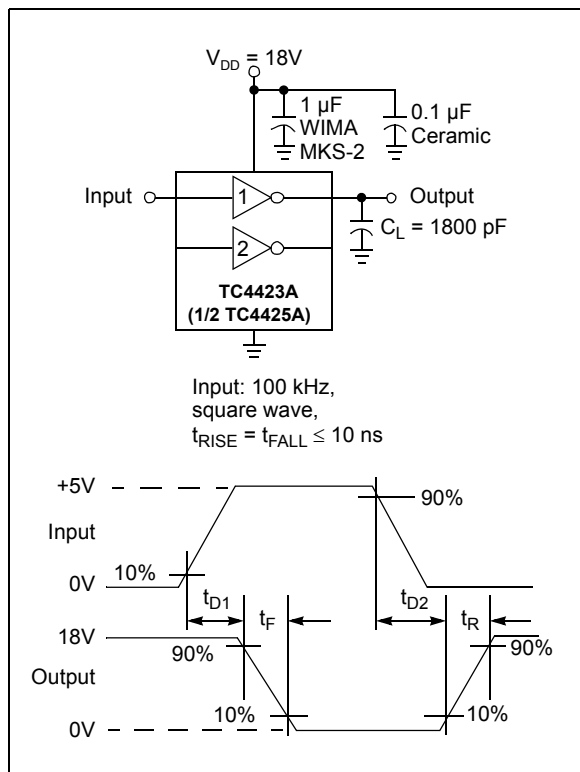 V_DD = 18V
1 µF
WIMA
MKS-2
0.1 µF
Ceramic
Input
1
Output
C_L = 1800 pF
2
TC4423A
(1/2 TC4425A)
Input: 100 kHz,
square wave,
t_RISE = t_FALL ≤ 10 ns
+5V
90%
Input
10%
0V
t_D1
t_F
t_D2
t_R
18V
90%
90%
Output
10%
10%
0V